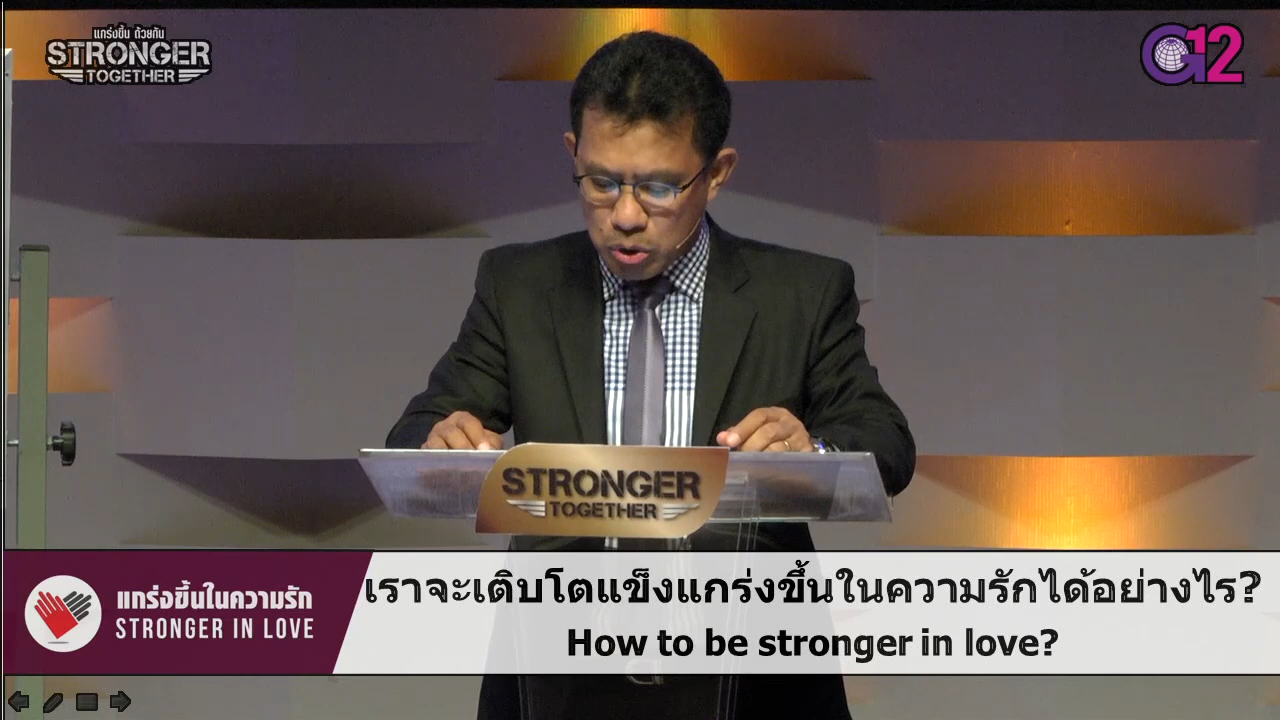 แกร่งขึ้น ด้วยกัน
STRONGER
TOGETHER
G12
STRONGER
TOGETHER
แกร่งขึ้นในความรัก
STRONGER IN LOVE
เราจะเติบโตแข็งแกร่งขึ้นในความรักได้อย่างไร?
How to be stronger in love?